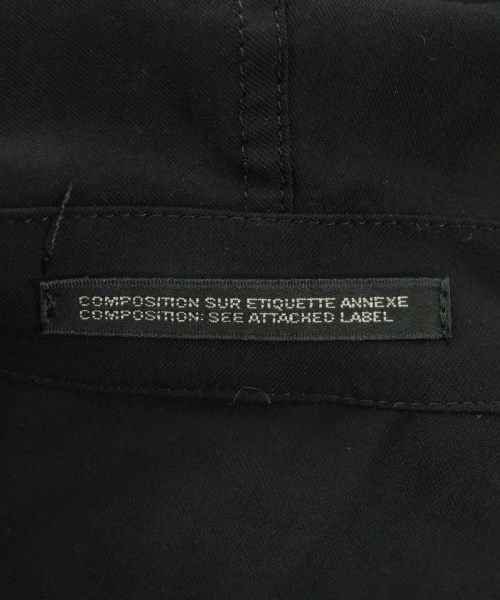 COMPOSITION SUR ETIQUETTE ANNEXE
COMPOSITION: SEE ATTACHED LABEL